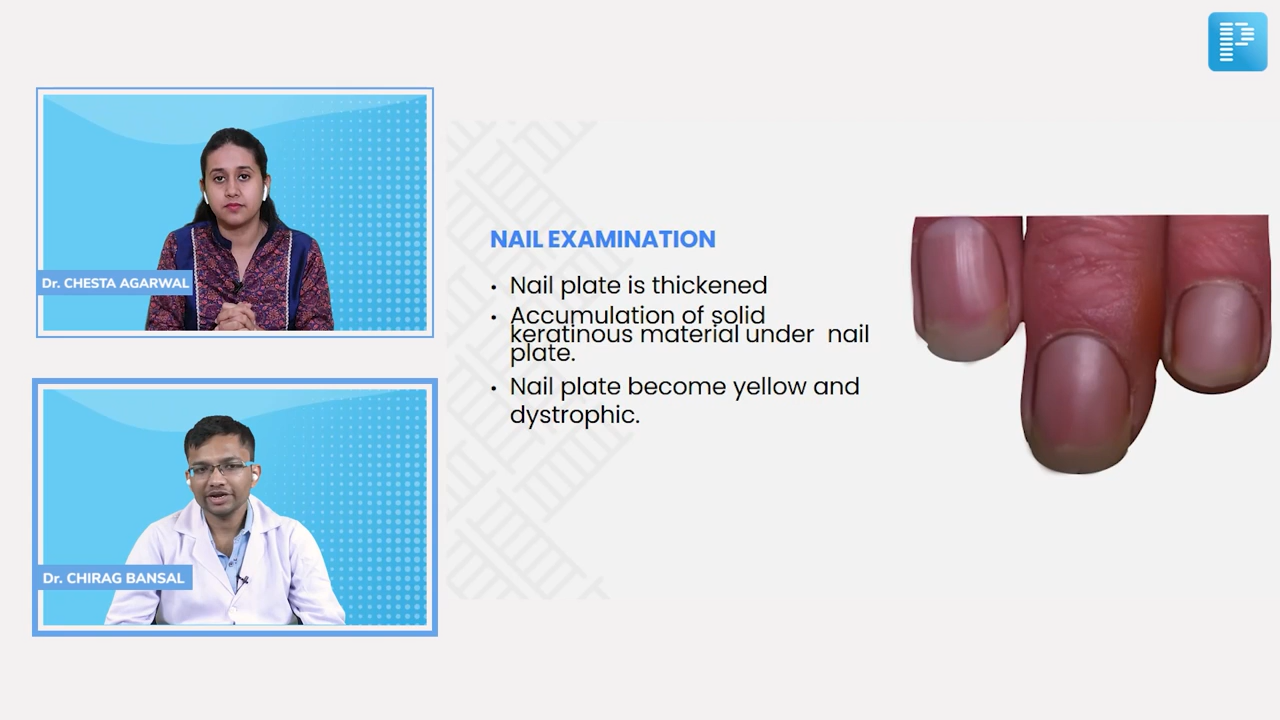 Dr. CHESTA AGARWAL
Dr. CHIRAG BANSAL
NAIL EXAMINATION
• Nail plate is thickened
• Accumulation of solid
keratinous material under nail
plate.
• Nail plate become yellow and
dystrophic.